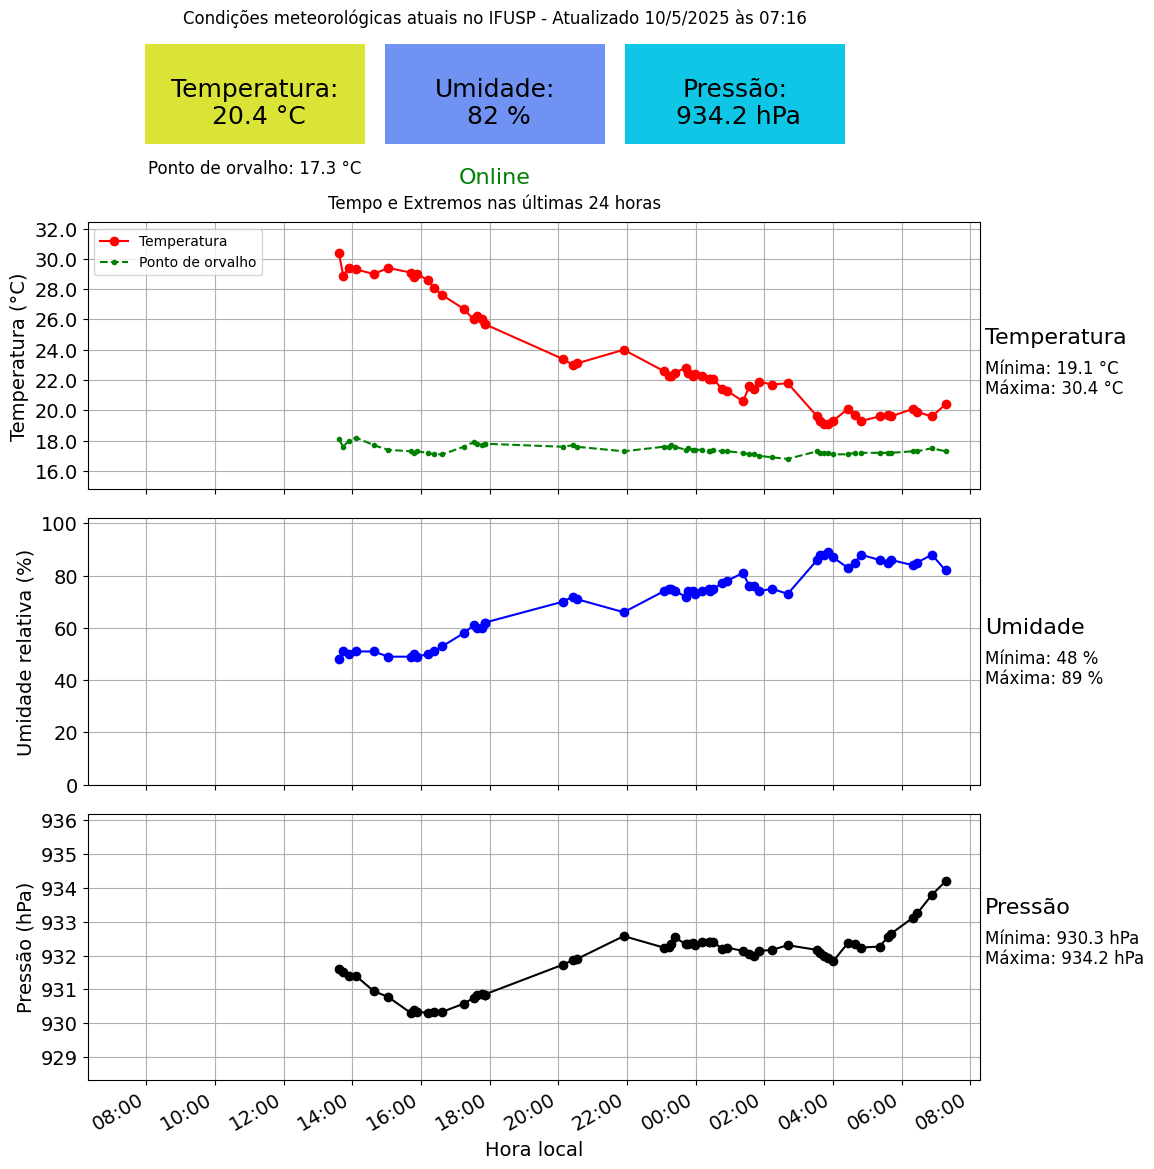 Condições meteorológicas atuais no IFUSP - Atualizado 10/5/2025 às 07:16
Temperatura:
20.4 °C
Umidade:
82 %
Pressão:
934.2 hPa
Ponto de orvalho: 17.3 °C
Online
Tempo e Extremos nas últimas 24 horas
Temperatura
Ponto de orvalho
Temperatura (°C)
32.0
30.0
28.0
26.0
24.0
22.0
20.0
18.0
16.0
Temperatura
Mínima: 19.1 °C
Máxima: 30.4 °C
Umidade relativa (%)
100
80
60
40
20
0
Umidade
Mínima: 48 %
Máxima: 89 %
Pressão (hPa)
936
935
934
933
932
931
930
929
Pressão
Mínima: 930.3 hPa
Máxima: 934.2 hPa
08:00 10:00 12:00 14:00 16:00 18:00 20:00 22:00 00:00 02:00 04:00 06:00 08:00
Hora local